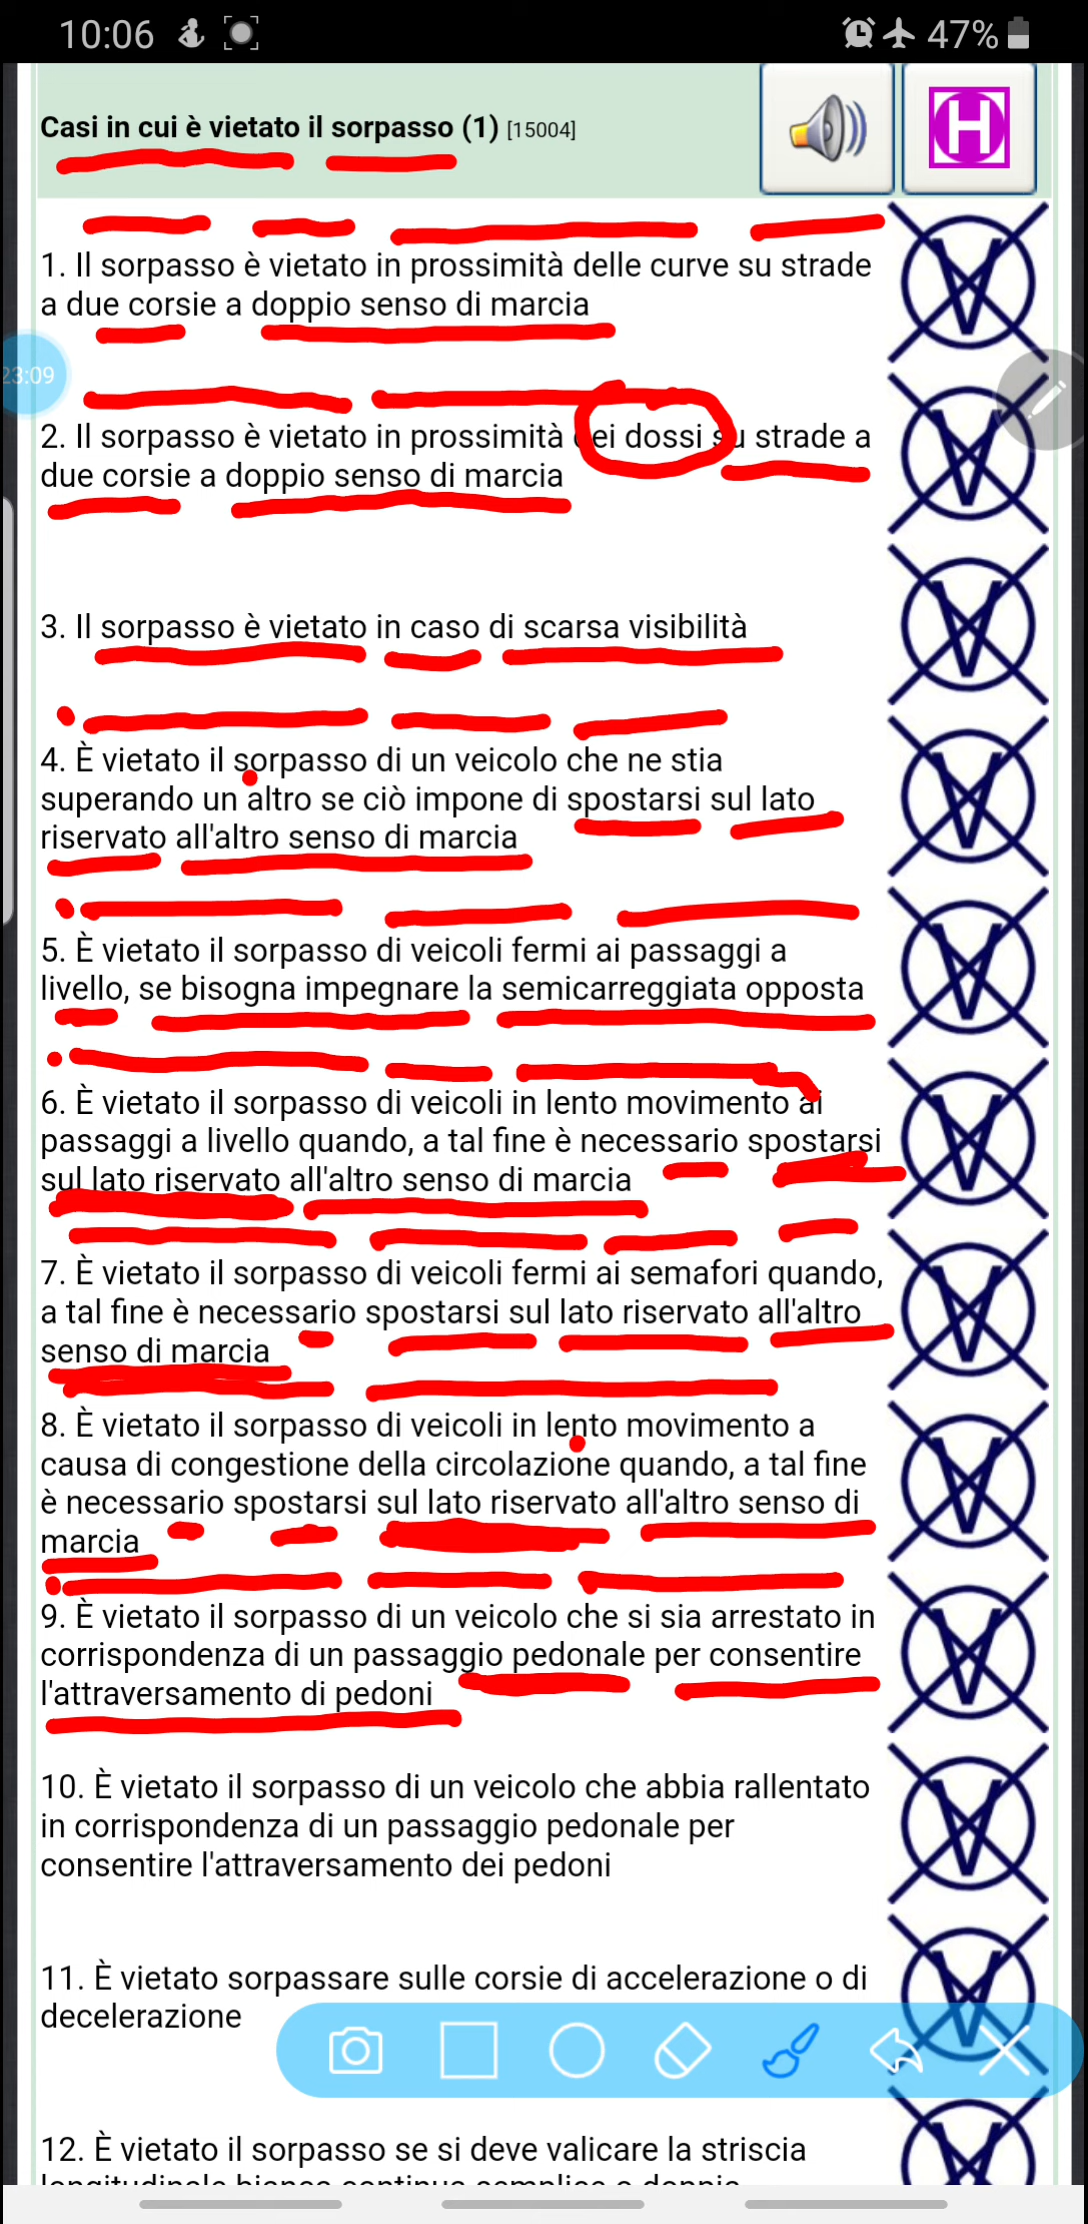 10:06
47%
Casi in cui è vietato il sorpasso (1) [15004]
H
1. Il sorpasso è vietato in prossimità delle curve su strade
a due corsie a doppio senso di marcia
V
23:09
2. Il sorpasso è vietato in prossimità dei dossi su strade a
due corsie a doppio senso di marcia
V
3. Il sorpasso è vietato in caso di scarsa visibilità
V
4. È vietato il sorpasso di un veicolo che ne stia
superando un altro se ciò impone di spostarsi sul lato
riservato all'altro senso di marcia
V
5. È vietato il sorpasso di veicoli fermi ai passaggi a
livello, se bisogna impegnare la semicarreggiata opposta
V
6. È vietato il sorpasso di veicoli in lento movimento ai
passaggi a livello quando, a tal fine è necessario spostarsi
sul lato riservato all'altro senso di marcia
V
7. È vietato il sorpasso di veicoli fermi ai semafori quando,
a tal fine è necessario spostarsi sul lato riservato all'altro
senso di marcia
V
8. È vietato il sorpasso di veicoli in lento movimento a
causa di congestione della circolazione quando, a tal fine
è necessario spostarsi sul lato riservato all'altro senso di
marcia
V
9. È vietato il sorpasso di un veicolo che si sia arrestato in
corrispondenza di un passaggio pedonale per consentire
l'attraversamento di pedoni
V
10. È vietato il sorpasso di un veicolo che abbia rallentato
in corrispondenza di un passaggio pedonale per
consentire l'attraversamento dei pedoni
V
11. È vietato sorpassare sulle corsie di accelerazione o di
decelerazione
V
12. È vietato il sorpasso se si deve valicare la striscia
longitudinale bianca continua semplice o doppia
V